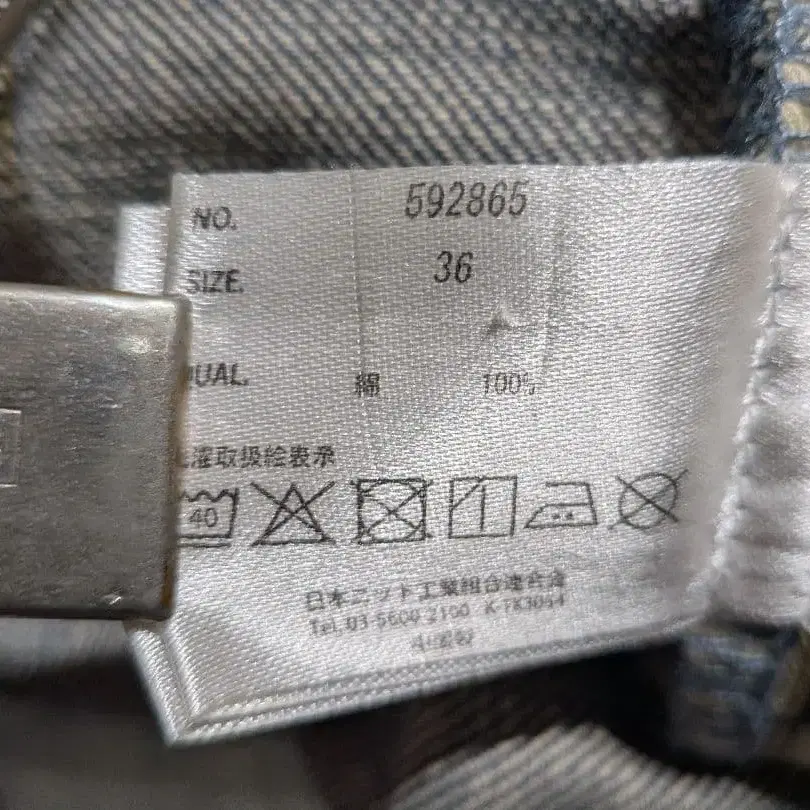 NO. 592865
SIZE. 36
UAL. 綿 100%
濯取扱絵表示
40
日本ニット工業組合連合会
Tel. 03-5600-2100